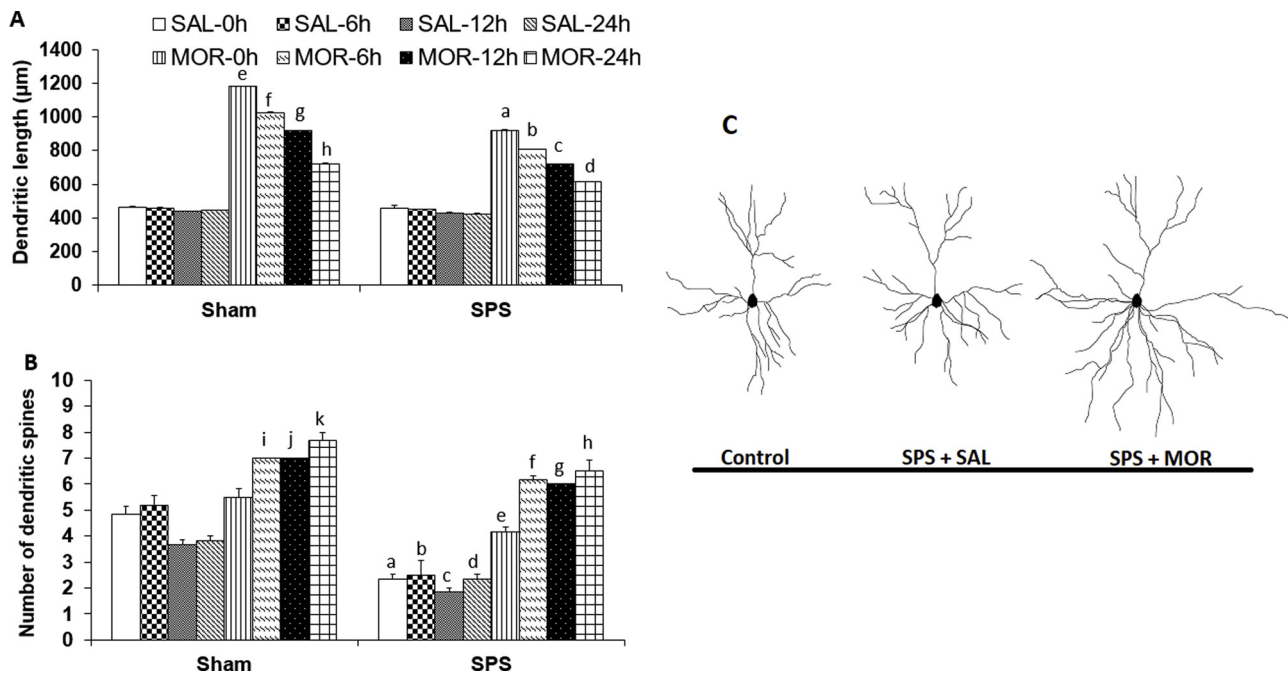 A
SAL-0h SAL-6h SAL-12h SAL-24h
MOR-0h MOR-6h MOR-12h MOR-24h
Dendritic length (µm)
1400
1200
1000
800
600
400
200
0
e
f
g
h
a
b
c
d
Sham SPS
B
Number of dendritic spines
10
9
8
7
6
5
4
3
2
1
0
i
j
k
a
b
c
d
e
f
g
h
Sham SPS
C
Control SPS + SAL SPS + MOR